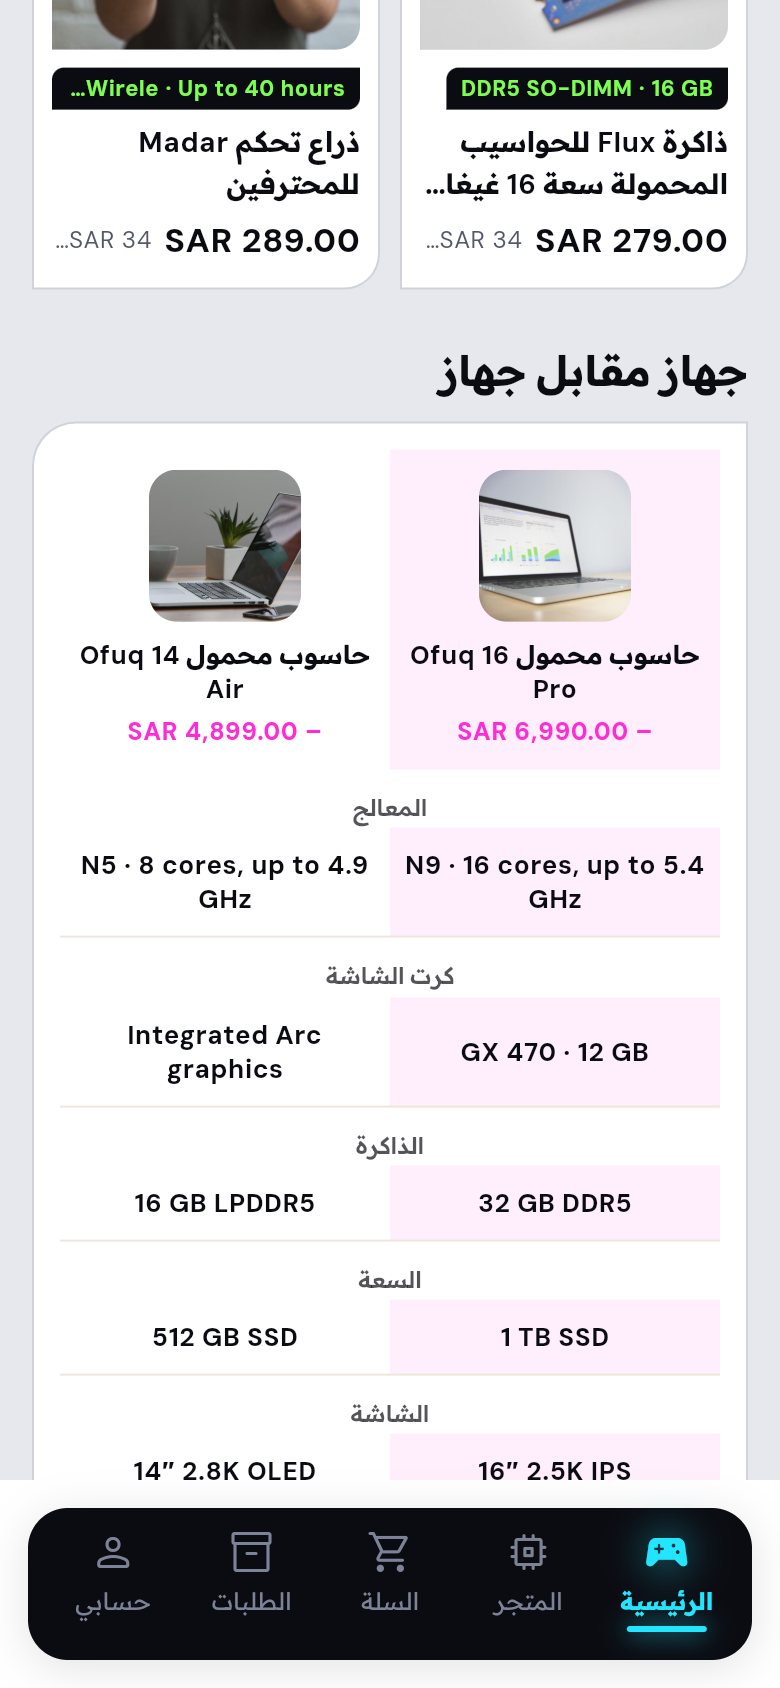 DDR5 SO-DIMM · 16 GB
ذاكرة Flux للحواسيب
المحمولة سعة 16 غيغا...
SAR 279.00 SAR 34...
Wirele · Up to 40 hours...
ذراع تحكم Madar
للمحترفين
SAR 289.00 SAR 34...
جهاز مقابل جهاز
حاسوب محمول Ofuq 16
Pro
SAR 6,990.00 –
حاسوب محمول Ofuq 14
Air
SAR 4,899.00 –
المعالج
N9 · 16 cores, up to 5.4
GHz
N5 · 8 cores, up to 4.9
GHz
كرت الشاشة
GX 470 · 12 GB
Integrated Arc
graphics
الذاكرة
32 GB DDR5
16 GB LPDDR5
السعة
1 TB SSD
512 GB SSD
الشاشة
16″ 2.5K IPS
14″ 2.8K OLED
الرئيسية
المتجر
السلة
الطلبات
حسابي